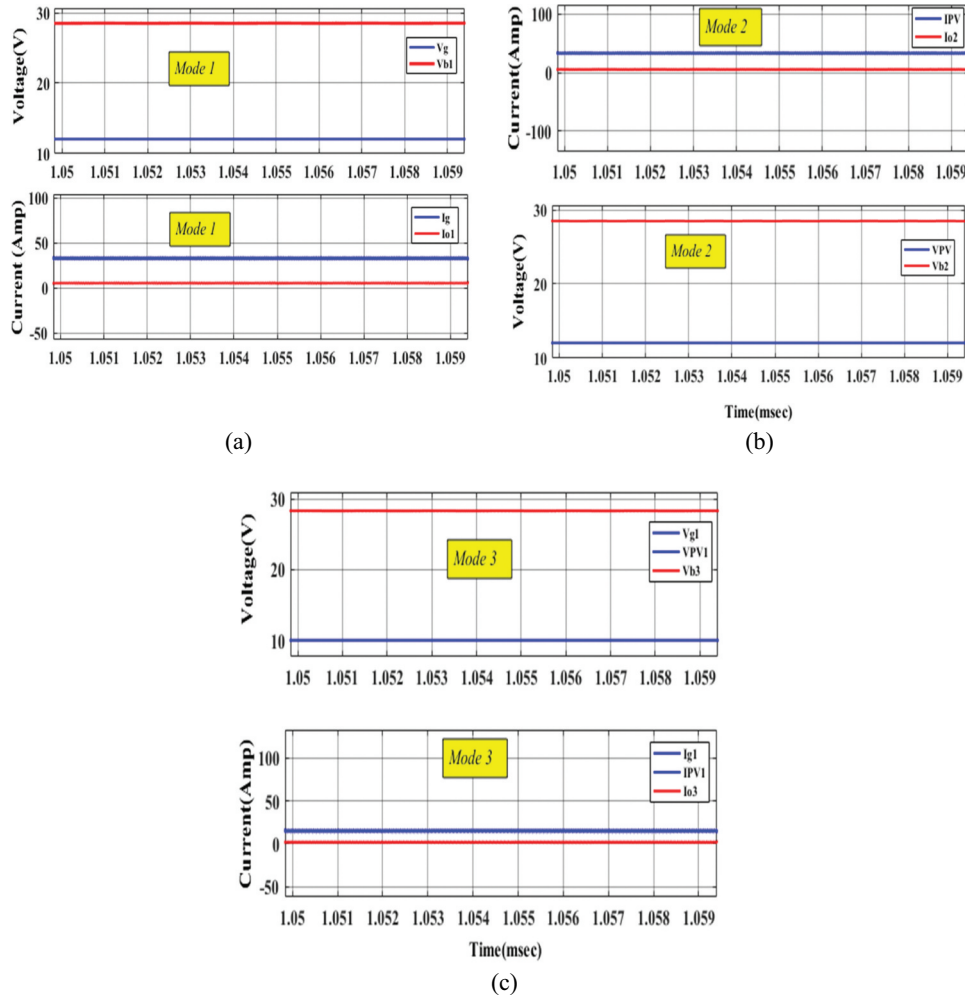 30
20
10
Voltage(V)
Mode 1
Vg
Vb1
1.05 1.051 1.052 1.053 1.054 1.055 1.056 1.057 1.058 1.059
100
50
0
-50
Current (Amp)
Mode 1
Ig
Io1
1.05 1.051 1.052 1.053 1.054 1.055 1.056 1.057 1.058 1.059
(a)
100
0
-100
Current(Amp)
Mode 2
IPV
Io2
1.05 1.051 1.052 1.053 1.054 1.055 1.056 1.057 1.058 1.059
30
20
10
Voltage(V)
Mode 2
VPV
Vb2
1.05 1.051 1.052 1.053 1.054 1.055 1.056 1.057 1.058 1.059
Time(msec)
(b)
30
20
10
Voltage(V)
Mode 3
Vg1
VPV1
Vb3
1.05 1.051 1.052 1.053 1.054 1.055 1.056 1.057 1.058 1.059
100
50
0
-50
Current(Amp)
Mode 3
Ig1
IPV1
Io3
1.05 1.051 1.052 1.053 1.054 1.055 1.056 1.057 1.058 1.059
Time(msec)
(c)